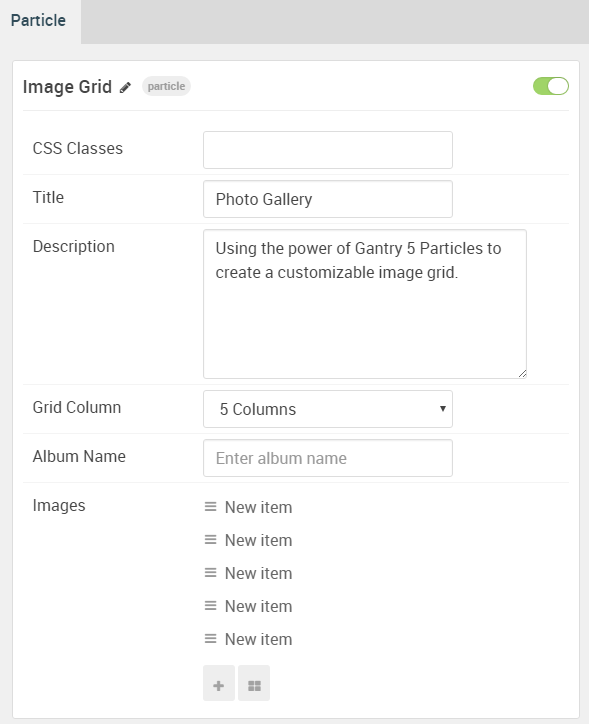 Particle
Image Grid particle
CSS Classes
Title Photo Gallery
Description Using the power of Gantry 5 Particles to
create a customizable image grid.
Grid Column 5 Columns
Album Name Enter album name
Images New item
New item
New item
New item
New item